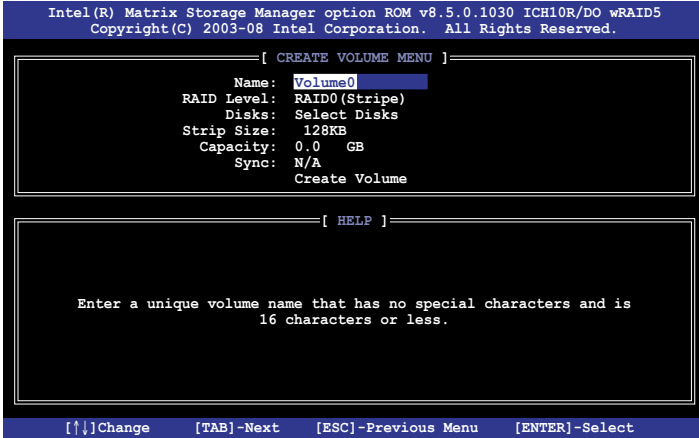 Intel(R) Matrix Storage Manager option ROM v8.5.0.1030 ICH10R/DO wRAID5
Copyright(C) 2003-08 Intel Corporation. All Rights Reserved.
[ CREATE VOLUME MENU ]
Name: Volume0
RAID Level: RAID0(Stripe)
Disks: Select Disks
Strip Size: 128KB
Capacity: 0.0 GB
Sync: N/A
Create Volume
[ HELP ]
Enter a unique volume name that has no special characters and is
16 characters or less.
[↑↓]Change [TAB]-Next [ESC]-Previous Menu [ENTER]-Select